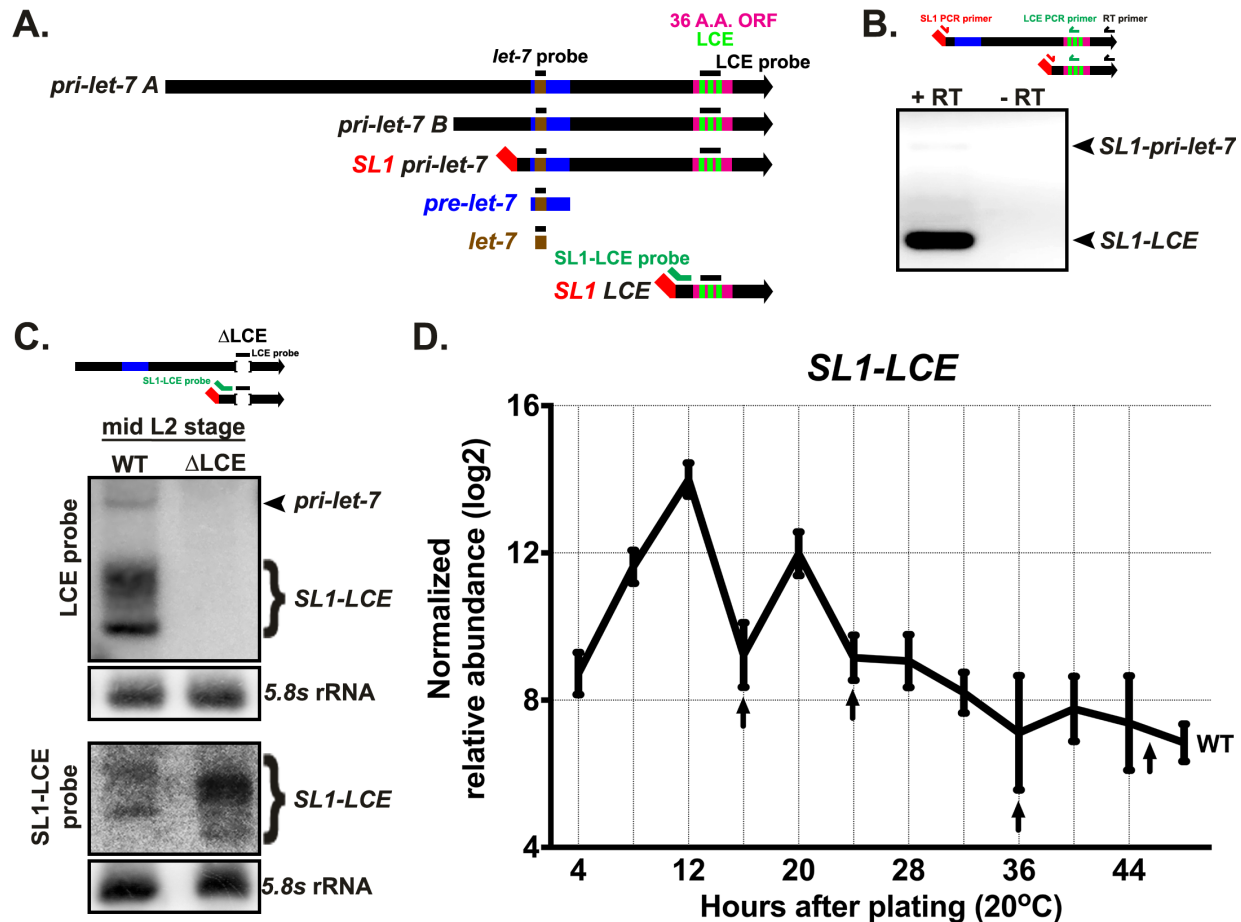 A.
36 A.A. ORF
LCE
let-7 probe
LCE probe
pri-let-7 A
pri-let-7 B
SL1 pri-let-7
pre-let-7
let-7
SL1-LCE probe
SL1 LCE
B.
SL1 PCR primer
LCE PCR primer
RT primer
+ RT - RT
SL1-pri-let-7
SL1-LCE
C.
ΔLCE
LCE probe
SL1-LCE probe
mid L2 stage
WT ΔLCE
LCE probe
pri-let-7
SL1-LCE
5.8s rRNA
SL1-LCE
probe
SL1-LCE
5.8s rRNA
D.
SL1-LCE
Normalized
relative abundance (log2)
16
12
8
4
WT
4 12 20 28 36 44
Hours after plating (20°C)